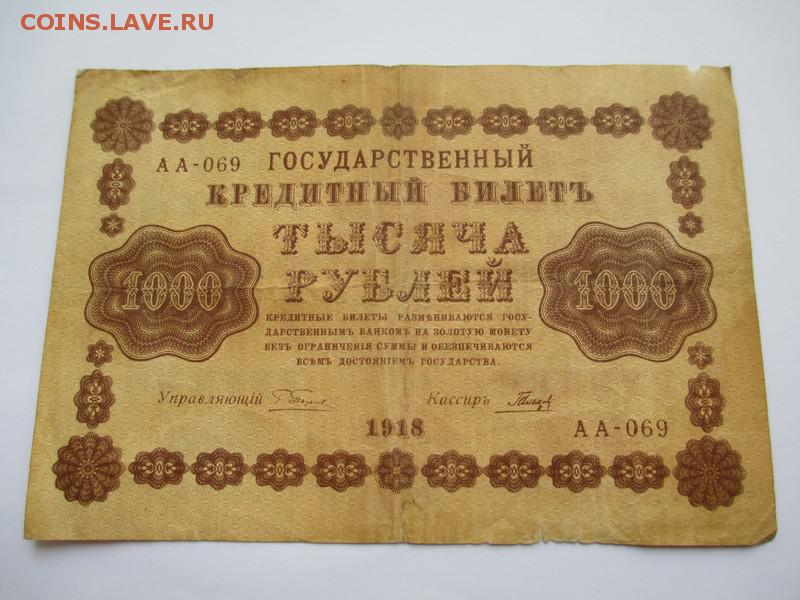 COINS.LAVE.RU
АА-069 ГОСУДАРСТВЕННЫЙ
КРЕДИТНЫЙ БИЛЕТЪ
ТЫСЯЧА
РУБЛЕЙ
1000
1000
КРЕДИТНЫЕ БИЛЕТЫ РАЗМѢНИВАЮТСЯ ГОСУ-
ДАРСТВЕННЫМЪ БАНКОМЪ НА ЗОЛОТУЮ МОНЕТУ
БЕЗЪ ОГРАНИЧЕНІЯ СУММЫ И ОБЕЗПЕЧИВАЮТСЯ
ВСѢМЪ ДОСТОЯНІЕМЪ ГОСУДАРСТВА.
Управляющій
Кассиръ
1918
АА-069